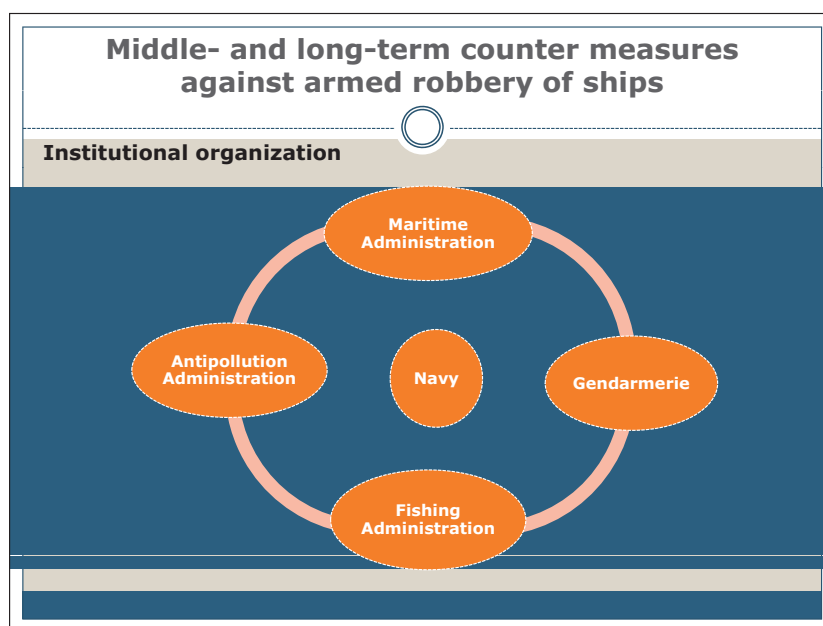 Middle- and long-term counter measures
against armed robbery of ships
Institutional organization
Maritime
Administration
Antipollution
Administration
Navy
Gendarmerie
Fishing
Administration